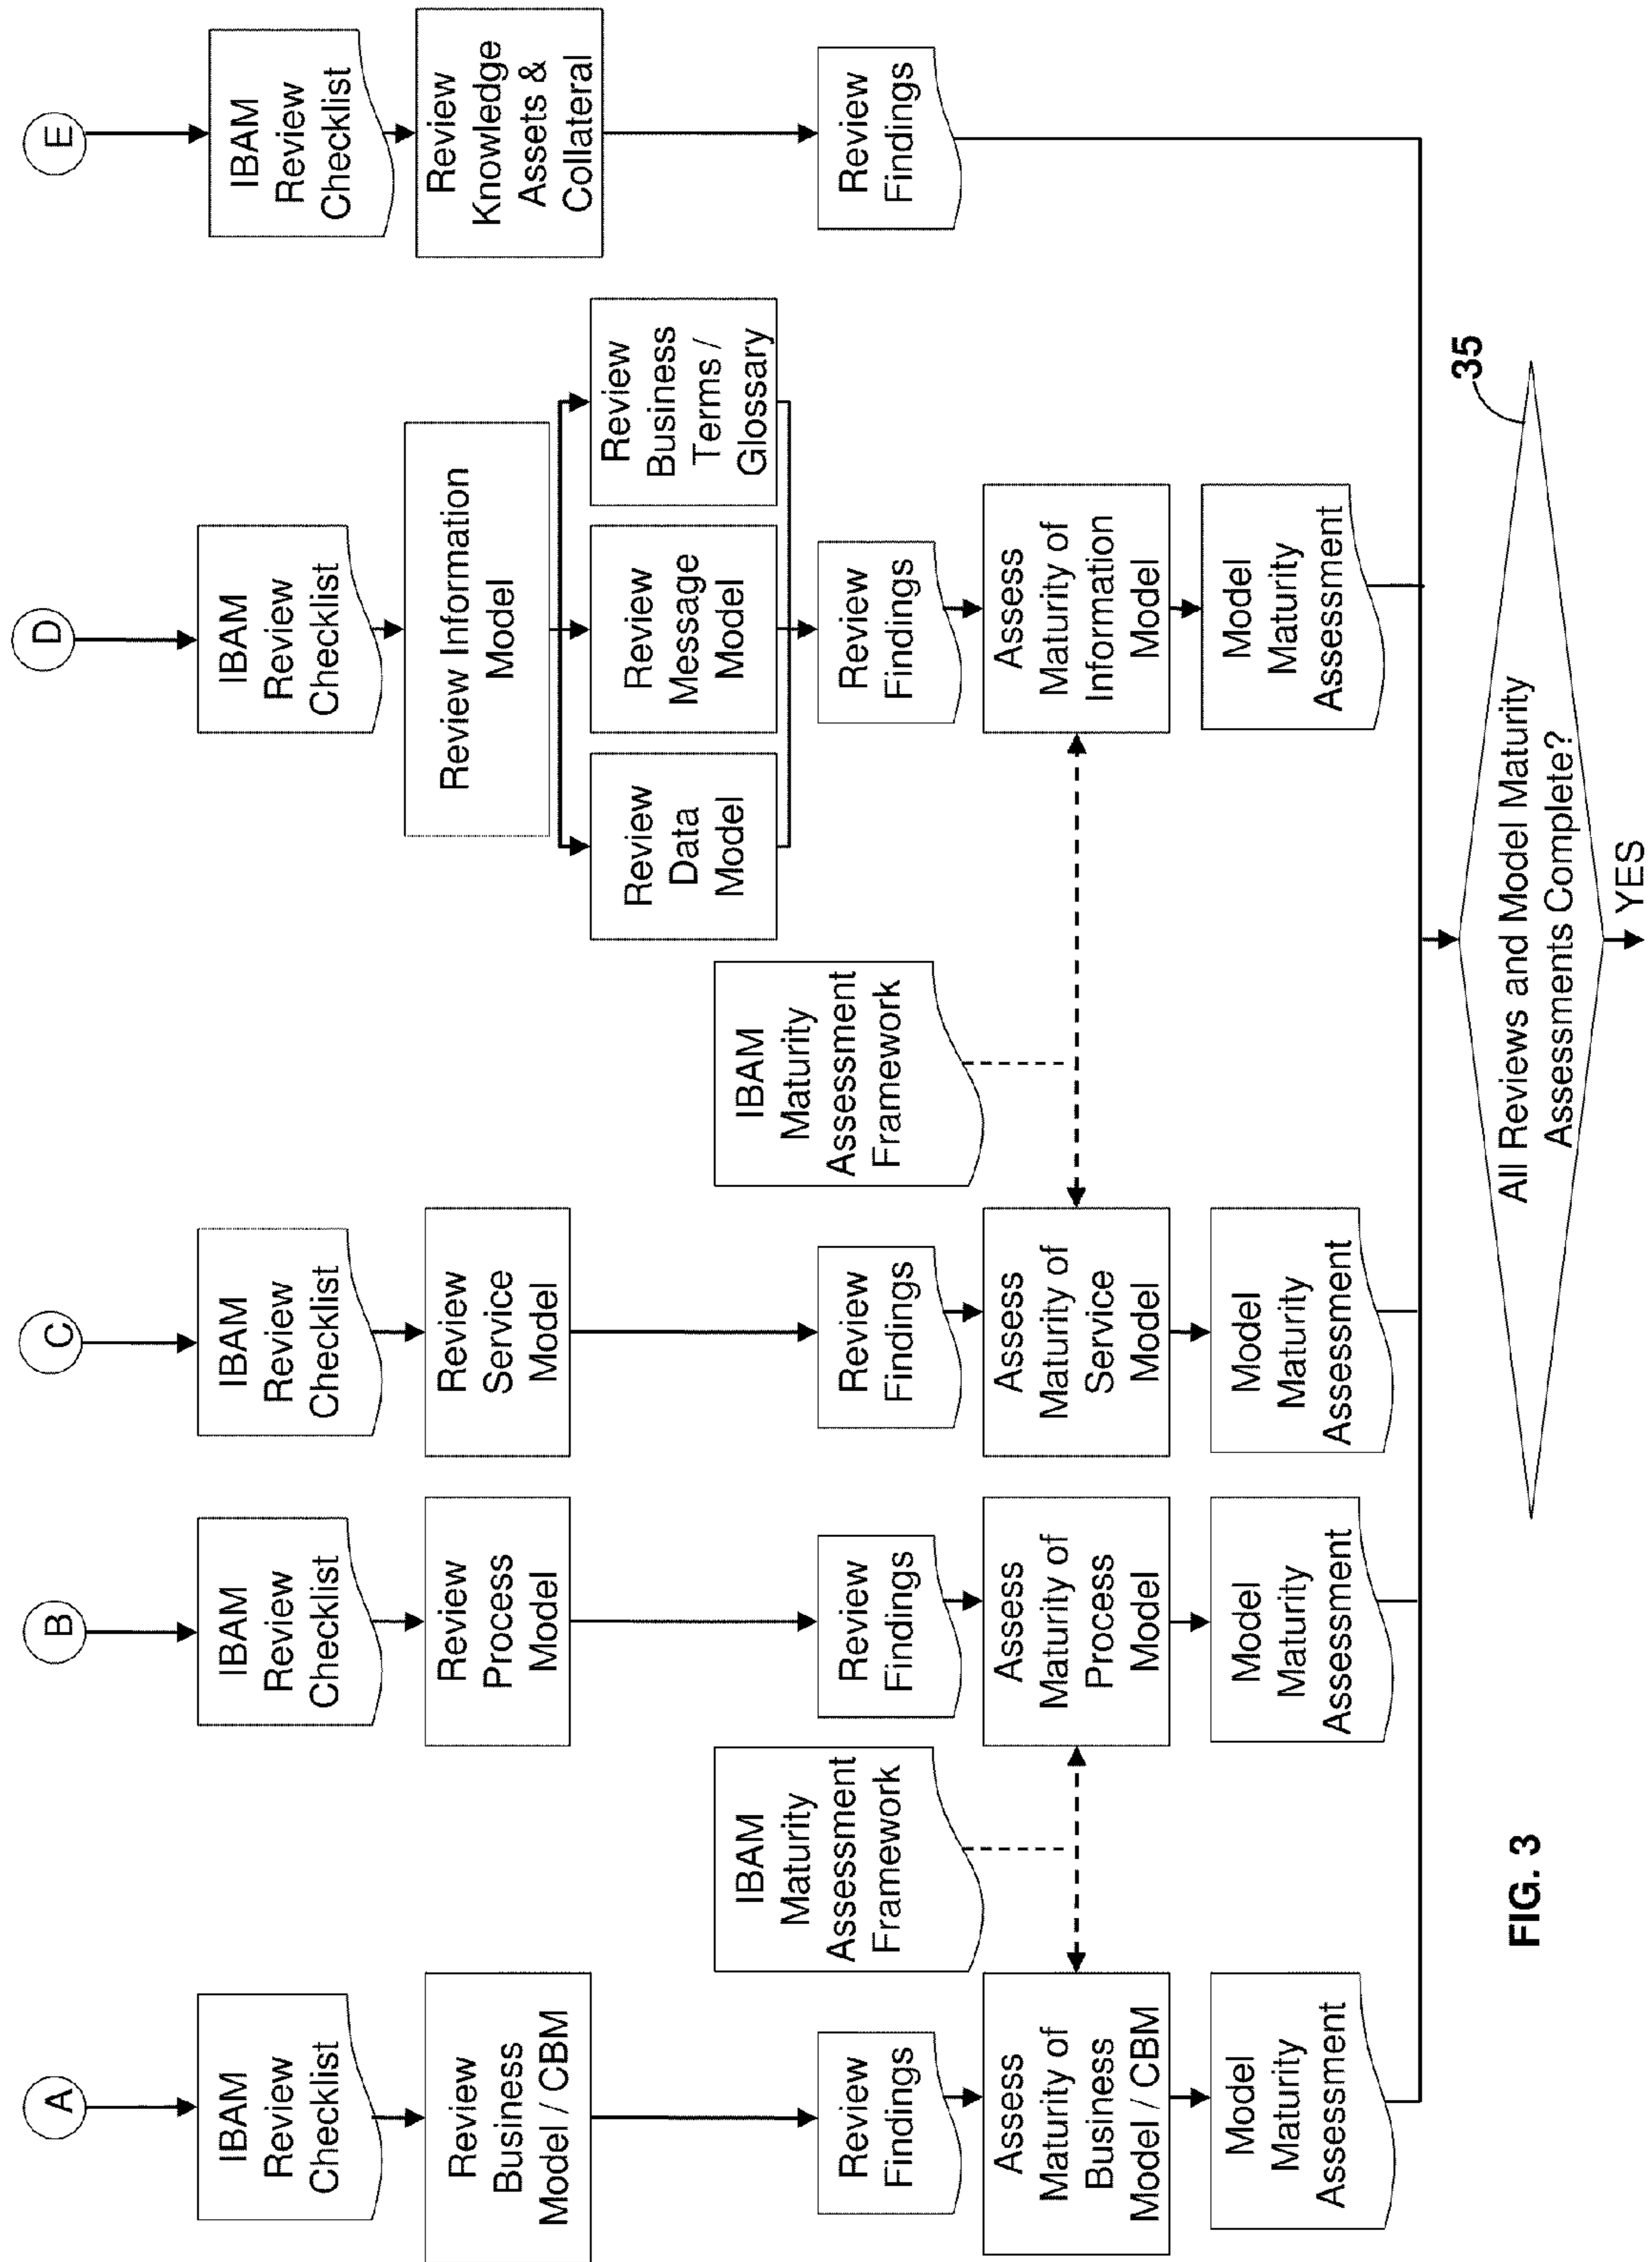 A
IBAM
Review
Checklist
Review
Business
Model / CBM
Review
Findings
Assess
Maturity of
Business
Model / CBM
Model
Maturity
Assessment
IBAM
Maturity
Assessment
Framework
B
IBAM
Review
Checklist
Review
Process
Model
Review
Findings
Assess
Maturity of
Process
Model
Model
Maturity
Assessment
C
IBAM
Review
Checklist
Review
Service
Model
Review
Findings
Assess
Maturity of
Service
Model
Model
Maturity
Assessment
IBAM
Maturity
Assessment
Framework
D
IBAM
Review
Checklist
Review Information
Model
Review
Data
Model
Review
Message
Model
Review
Business
Terms /
Glossary
Review
Findings
Assess
Maturity of
Information
Model
Model
Maturity
Assessment
E
IBAM
Review
Checklist
Review
Knowledge
Assets &
Collateral
Review
Findings
35
All Reviews and Model Maturity
Assessments Complete?
YES
FIG. 3